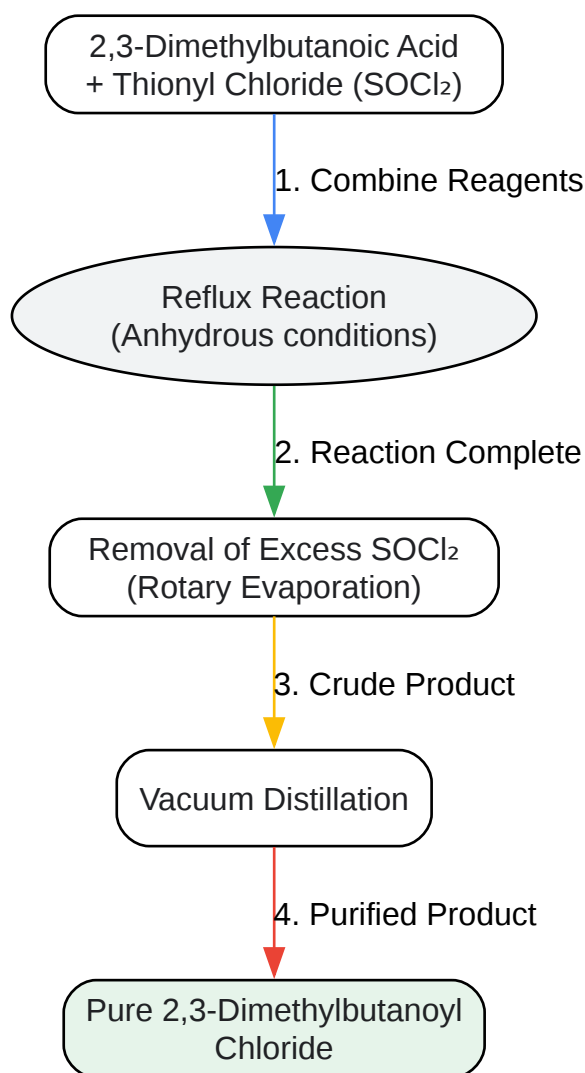 2,3-Dimethylbutanoic Acid
+ Thionyl Chloride (SOCl₂)
1. Combine Reagents
Reflux Reaction
(Anhydrous conditions)
2. Reaction Complete
Removal of Excess SOCl₂
(Rotary Evaporation)
3. Crude Product
Vacuum Distillation
4. Purified Product
Pure 2,3-Dimethylbutanoyl
Chloride